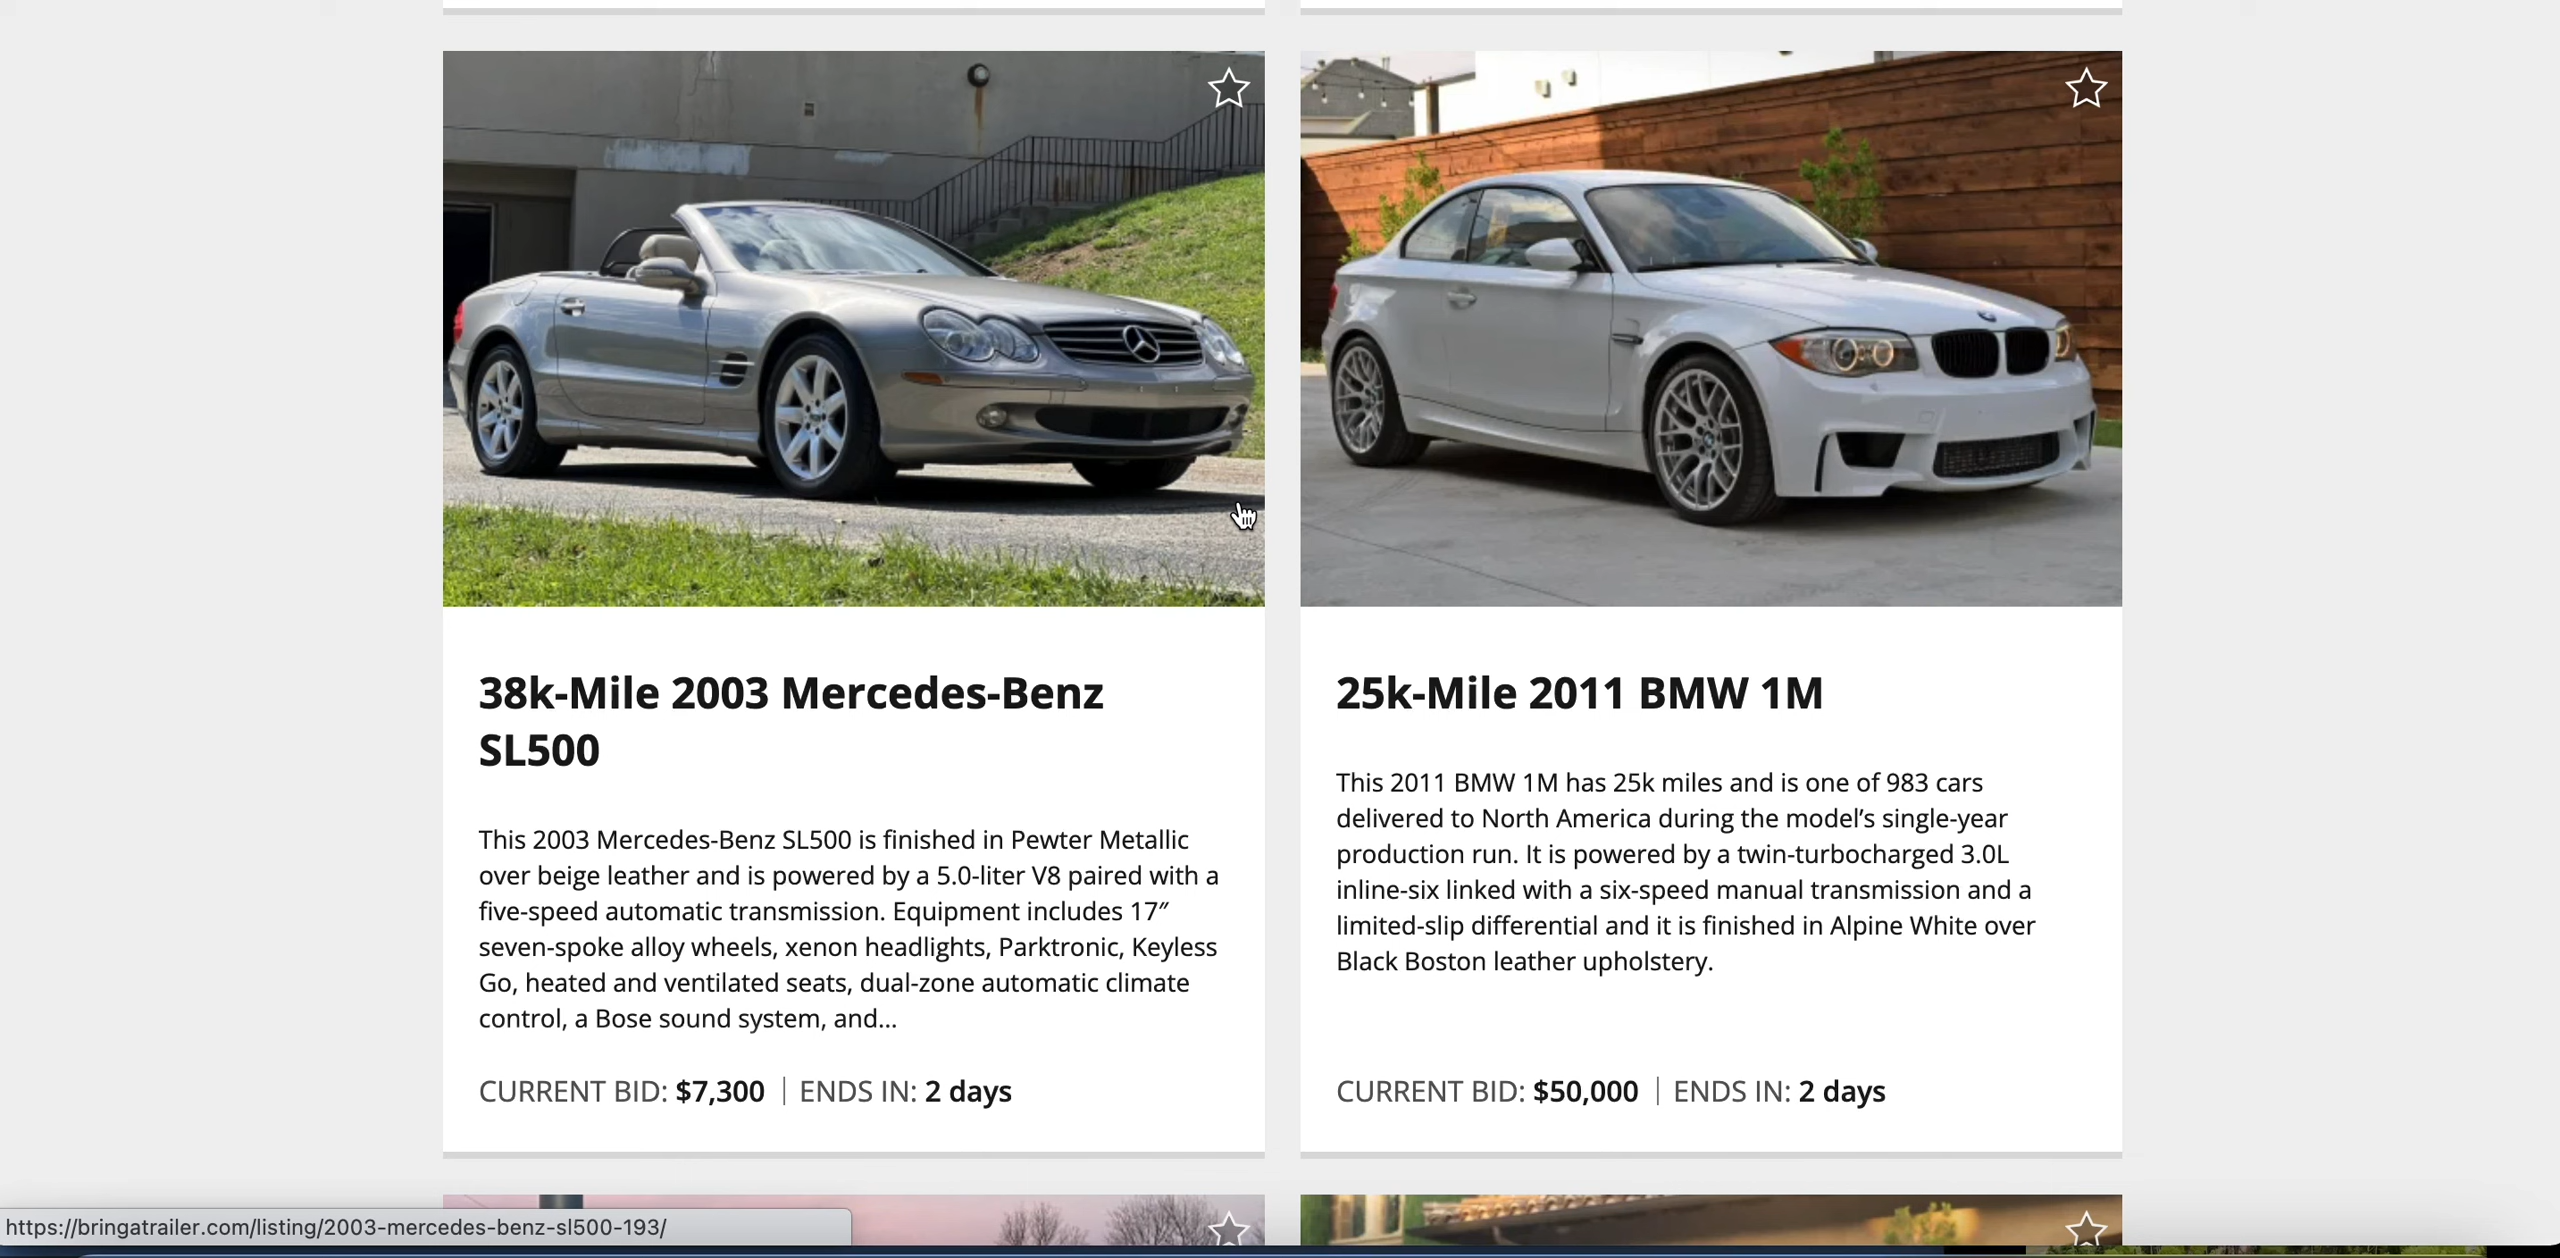 38k-Mile 2003 Mercedes-Benz
SL500
This 2003 Mercedes-Benz SL500 is finished in Pewter Metallic
over beige leather and is powered by a 5.0-liter V8 paired with a
five-speed automatic transmission. Equipment includes 17″
seven-spoke alloy wheels, xenon headlights, Parktronic, Keyless
Go, heated and ventilated seats, dual-zone automatic climate
control, a Bose sound system, and...
CURRENT BID: $7,300 | ENDS IN: 2 days
25k-Mile 2011 BMW 1M
This 2011 BMW 1M has 25k miles and is one of 983 cars
delivered to North America during the model’s single-year
production run. It is powered by a twin-turbocharged 3.0L
inline-six linked with a six-speed manual transmission and a
limited-slip differential and it is finished in Alpine White over
Black Boston leather upholstery.
CURRENT BID: $50,000 | ENDS IN: 2 days
https://bringatrailer.com/listing/2003-mercedes-benz-sl500-193/